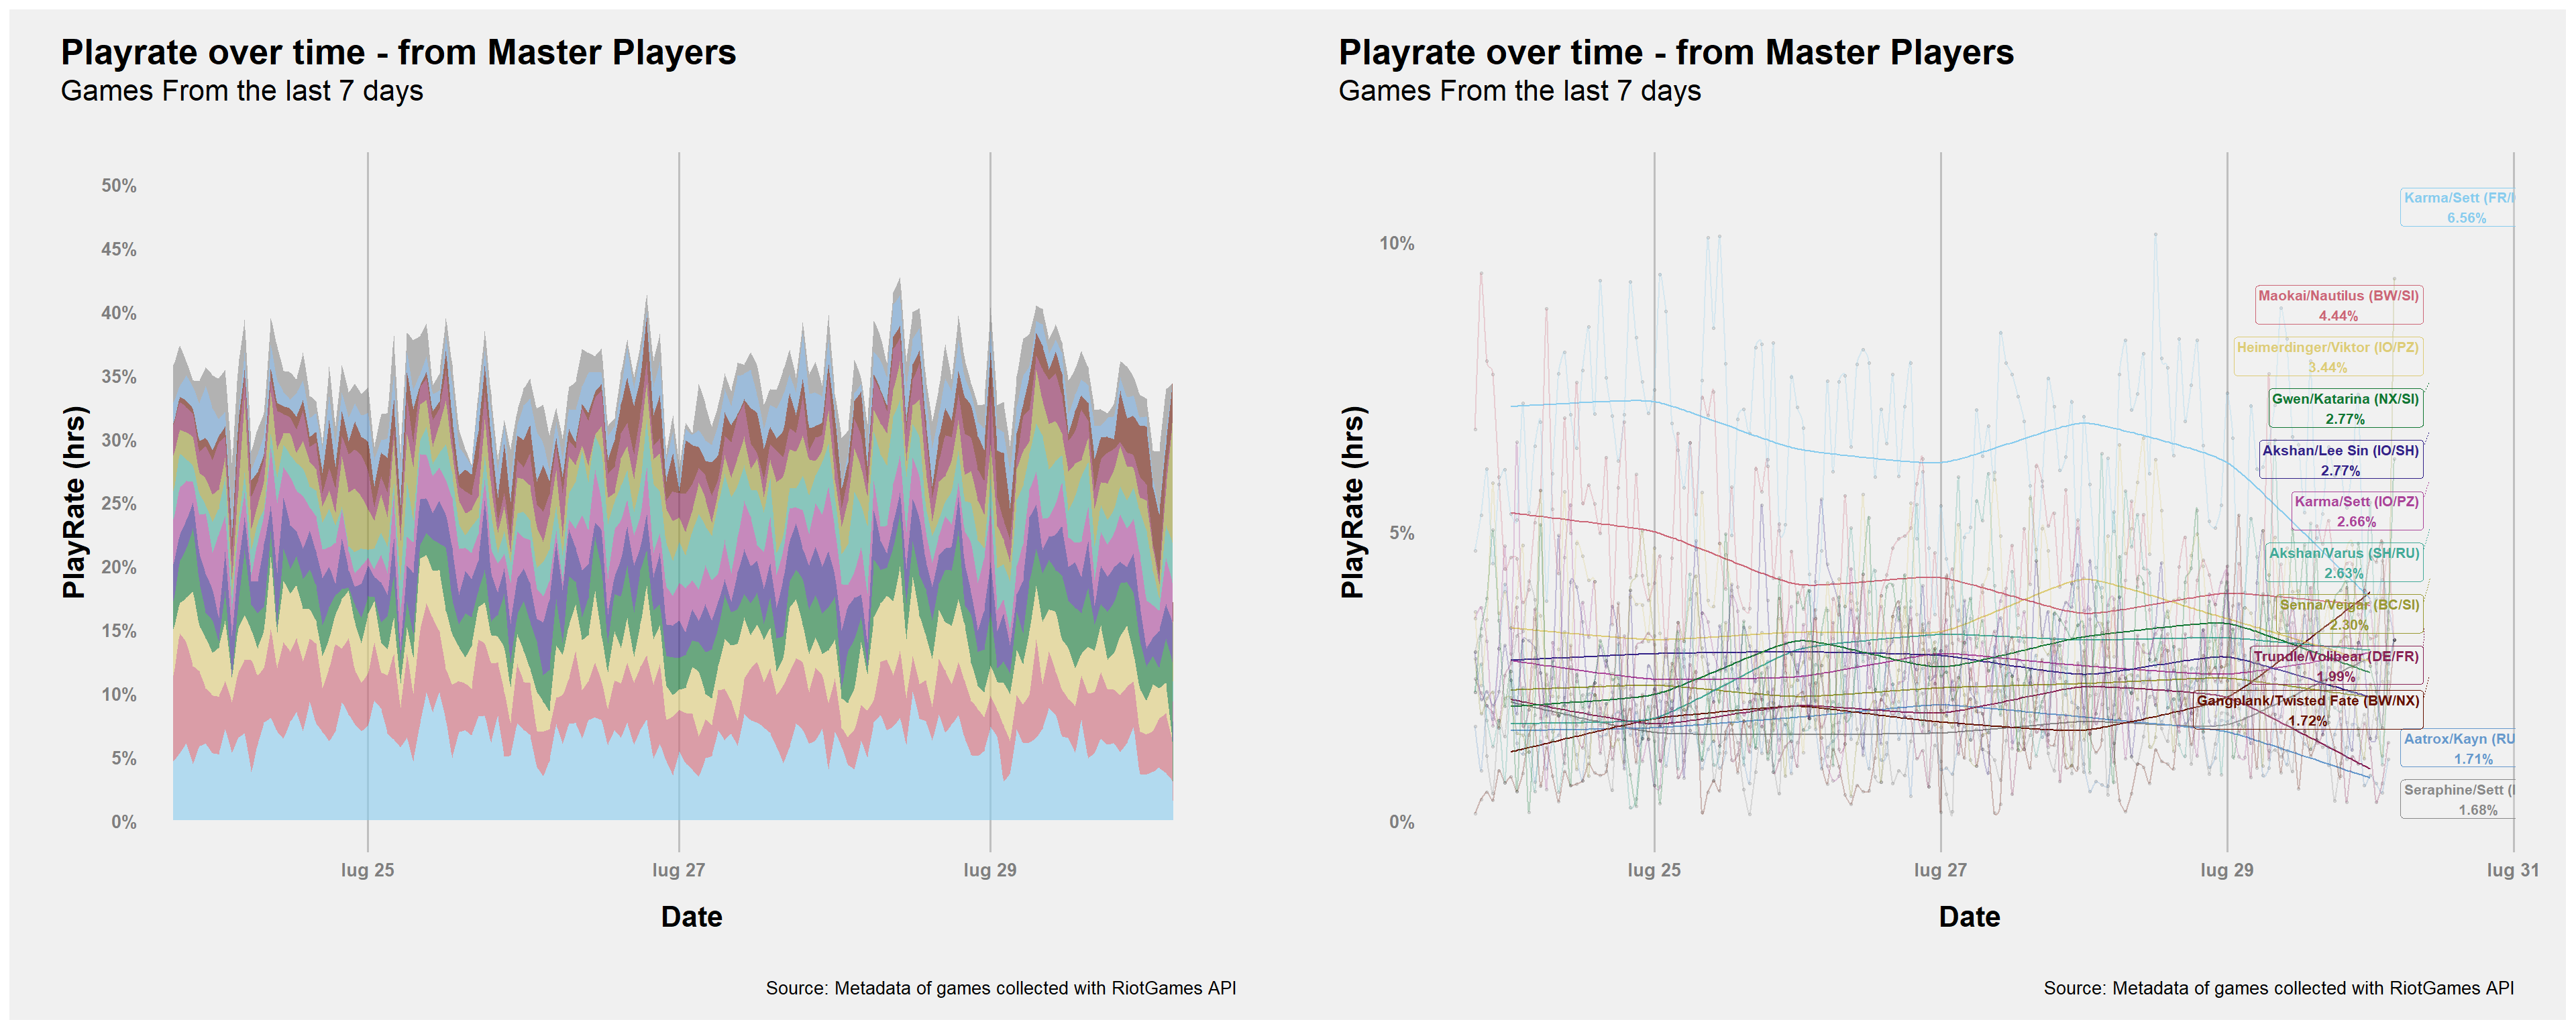 Playrate over time - from Master Players
Games From the last 7 days
50%
45%
40%
35%
30%
25%
20%
15%
10%
5%
0%
PlayRate (hrs)
lug 25
lug 27
lug 29
Date
Source: Metadata of games collected with RiotGames API
Playrate over time - from Master Players
Games From the last 7 days
10%
5%
0%
PlayRate (hrs)
Karma/Sett (FR/
6.56%
Maokai/Nautilus (BW/SI)
4.44%
Heimerdinger/Viktor (IO/PZ)
3.44%
Gwen/Katarina (NX/SI)
2.77%
Akshan/Lee Sin (IO/SH)
2.77%
Karma/Sett (IO/PZ)
2.66%
Akshan/Varus (SH/RU)
2.63%
Senna/Veigar (BC/SI)
2.30%
Trundle/Volibear (DE/FR)
1.99%
Gangplank/Twisted Fate (BW/NX)
1.72%
Aatrox/Kayn (RU
1.71%
Seraphine/Sett (
1.68%
lug 25
lug 27
lug 29
lug 31
Date
Source: Metadata of games collected with RiotGames API